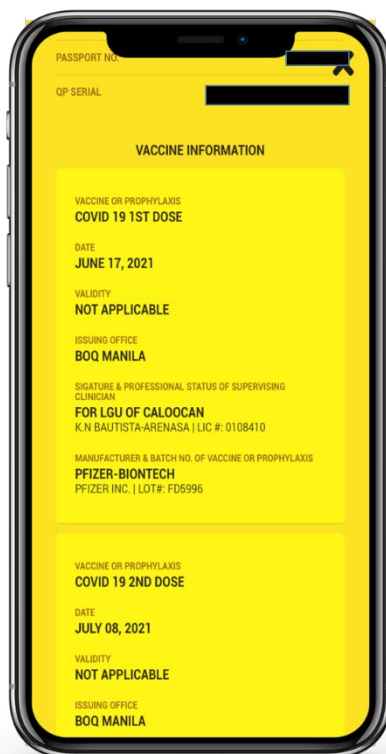 PASSPORT NO.
QP SERIAL
VACCINE INFORMATION
VACCINE OR PROPHYLAXIS
COVID 19 1ST DOSE
DATE
JUNE 17, 2021
VALIDITY
NOT APPLICABLE
ISSUING OFFICE
BOQ MANILA
SIGATURE & PROFESSIONAL STATUS OF SUPERVISING
CLINICIAN
FOR LGU OF CALOOCAN
K.N BAUTISTA-ARENASA | LIC #: 0108410
MANUFACTURER & BATCH NO. OF VACCINE OR PROPHYLAXIS
PFIZER-BIONTECH
PFIZER INC. | LOT#: FD5996
VACCINE OR PROPHYLAXIS
COVID 19 2ND DOSE
DATE
JULY 08, 2021
VALIDITY
NOT APPLICABLE
ISSUING OFFICE
BOQ MANILA